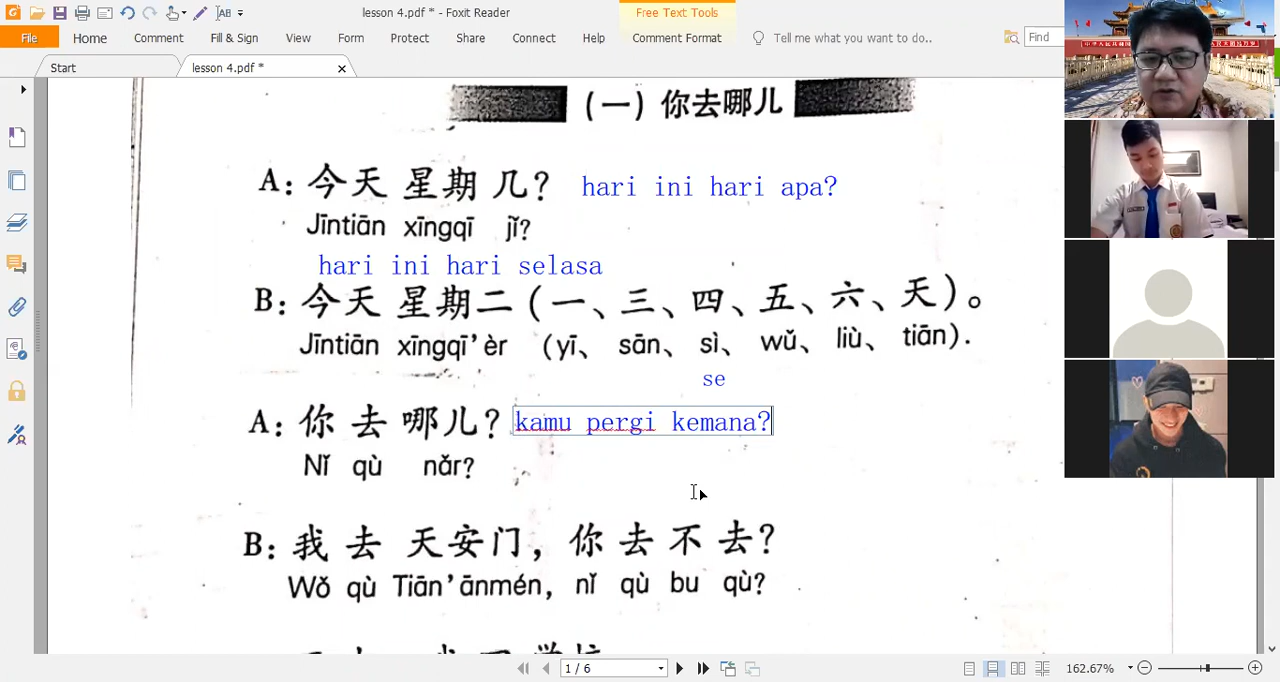 lesson 4.pdf * - Foxit Reader
Free Text Tools
File Home Comment Fill & Sign View Form Protect Share Connect Help Comment Format Tell me what you want to do.. Find
Start lesson 4.pdf *
(一) 你去哪儿
A: 今天 星期 几? hari ini hari apa?
Jīntiān xīngqī jǐ?
hari ini hari selasa
B: 今天 星期二 (一、三、四、五、六、天)。
Jīntiān xīngqī'èr (yī、 sān、 sì、 wǔ、 liù、 tiān).
se
A: 你 去 哪儿? kamu pergi kemana?
Nǐ qù nǎr?
B: 我 去 天安门, 你 去 不 去?
Wǒ qù Tiān'ānmén, nǐ qù bu qù?
1 / 6
162.67%